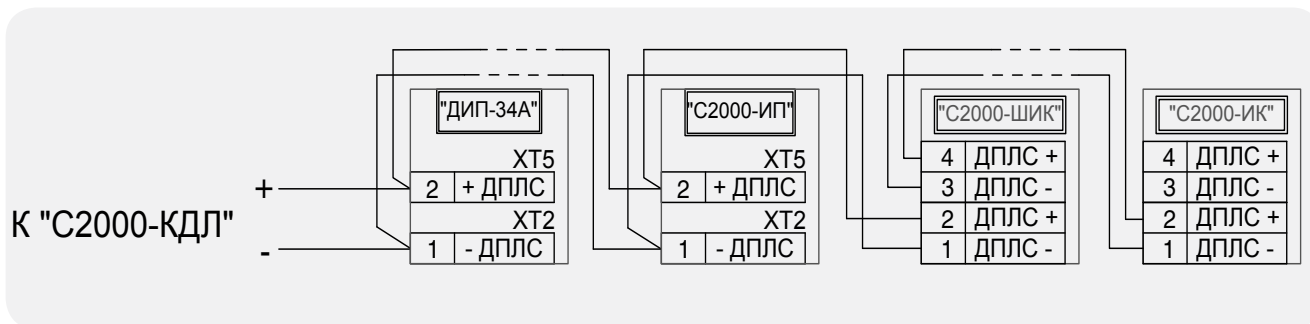 К "С2000-КДЛ"
+
-
"ДИП-34А"
ХТ5
2 + ДПЛС
ХТ2
1 - ДПЛС
"С2000-ИП"
ХТ5
2 + ДПЛС
ХТ2
1 - ДПЛС
"С2000-ШИК"
4 ДПЛС +
3 ДПЛС -
2 ДПЛС +
1 ДПЛС -
"С2000-ИК"
4 ДПЛС +
3 ДПЛС -
2 ДПЛС +
1 ДПЛС -